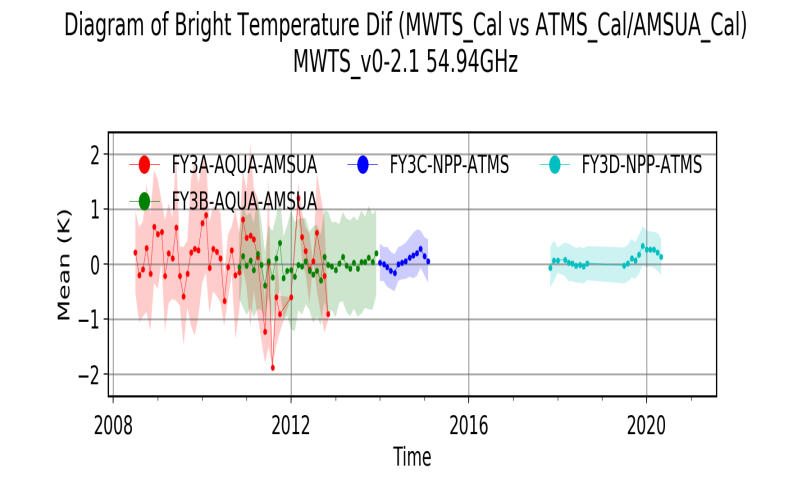 Diagram of Bright Temperature Dif (MWTS_Cal vs ATMS_Cal/AMSUA_Cal)
MWTS_v0-2.1 54.94GHz
FY3A-AQUA-AMSUA
FY3C-NPP-ATMS
FY3D-NPP-ATMS
FY3B-AQUA-AMSUA
Mean (K)
2
1
0
−1
−2
2008
2012
2016
2020
Time